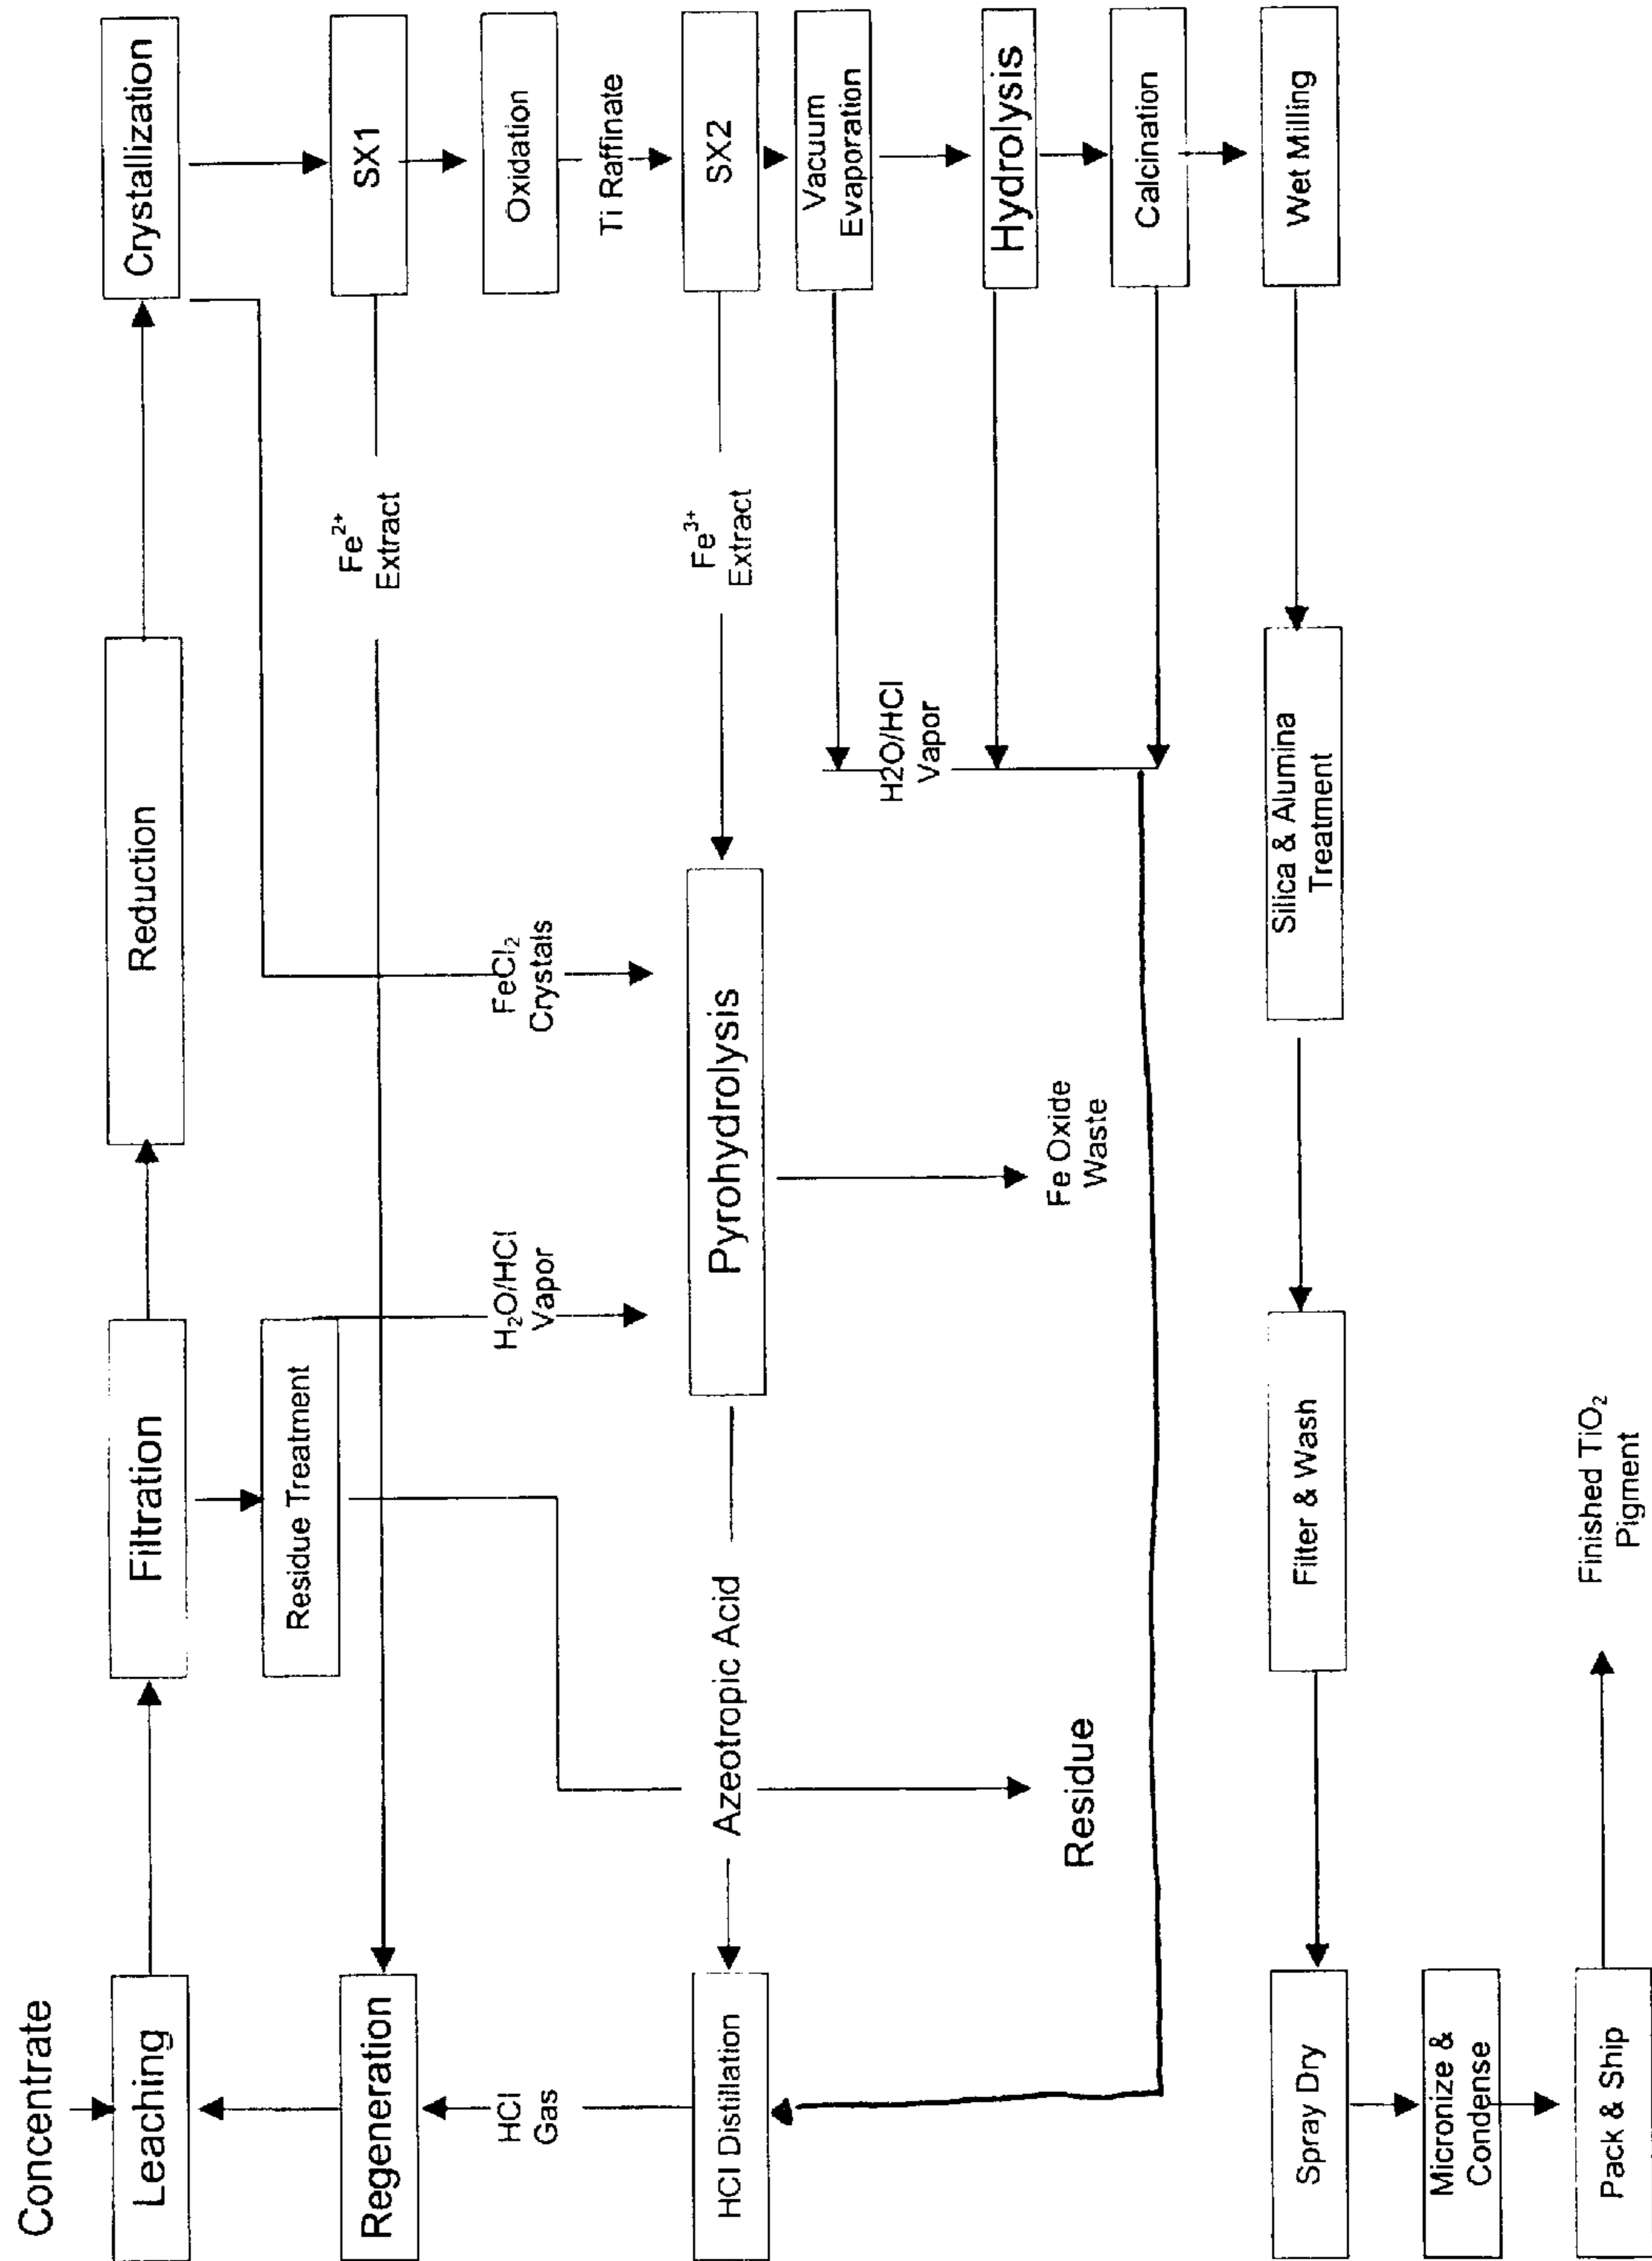 Concentrate
Leaching
Filtration
Reduction
Crystallization
Residue Treatment
Regeneration
Fe²⁺
Extract
SX1
H₂O/HCl
Vapor
FeCl₂
Crystals
Oxidation
HCl
Gas
Ti Raffinate
HCl Distillation
Azeotropic Acid
Pyrohydrolysis
Fe³⁺
Extract
SX2
Vacuum
Evaporation
H2O/HCl
Vapor
Residue
Fe Oxide
Waste
Hydrolysis
Calcination
Spray Dry
Filter & Wash
Silica & Alumina
Treatment
Wet Milling
Micronize &
Condense
Pack & Ship
Finished TiO₂
Pigment